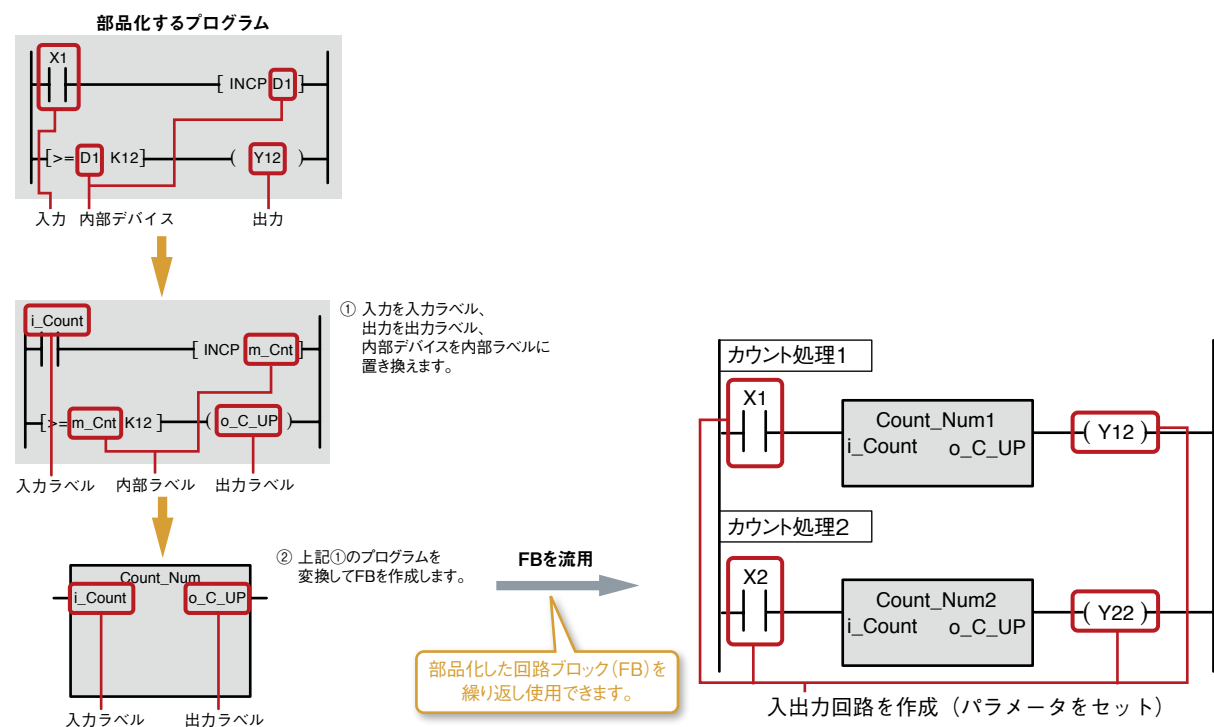 部品化するプログラム
X1
[ INCP D1 ]
[>= D1 K12] ( Y12 )
入力 内部デバイス 出力
i_Count
[ INCP m_Cnt ]
[>= m_Cnt K12 ] ( o_C_UP )
入力ラベル 内部ラベル 出力ラベル
① 入力を入力ラベル、
出力を出力ラベル、
内部デバイスを内部ラベルに
置き換えます。
Count_Num
i_Count o_C_UP
入力ラベル 出力ラベル
② 上記①のプログラムを
変換してFBを作成します。
FBを流用
部品化した回路ブロック（FB）を
繰り返し使用できます。
カウント処理1
X1
Count_Num1
i_Count o_C_UP
( Y12 )
カウント処理2
X2
Count_Num2
i_Count o_C_UP
( Y22 )
入出力回路を作成（パラメータをセット）